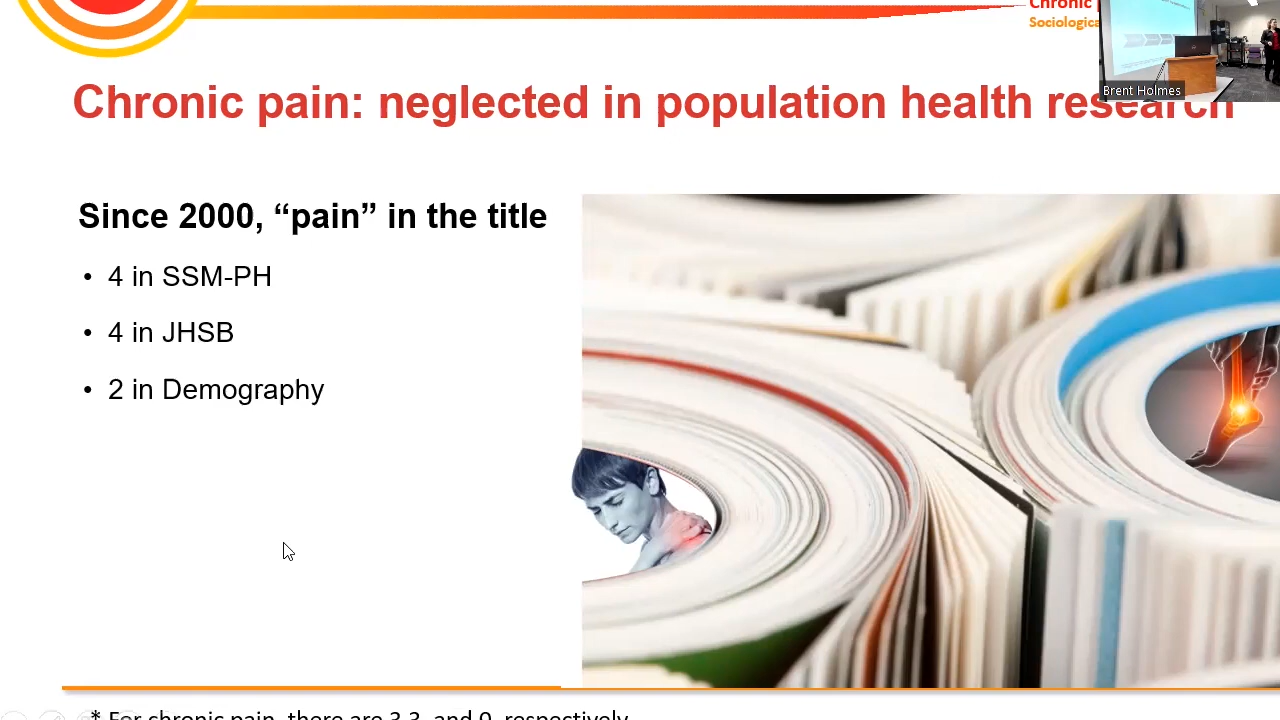 Chronic
Sociologica
Brent Holmes
Chronic pain: neglected in population health research
Since 2000, “pain” in the title
• 4 in SSM-PH
• 4 in JHSB
• 2 in Demography
* For chronic pain, there are 3,3, and 0, respectively